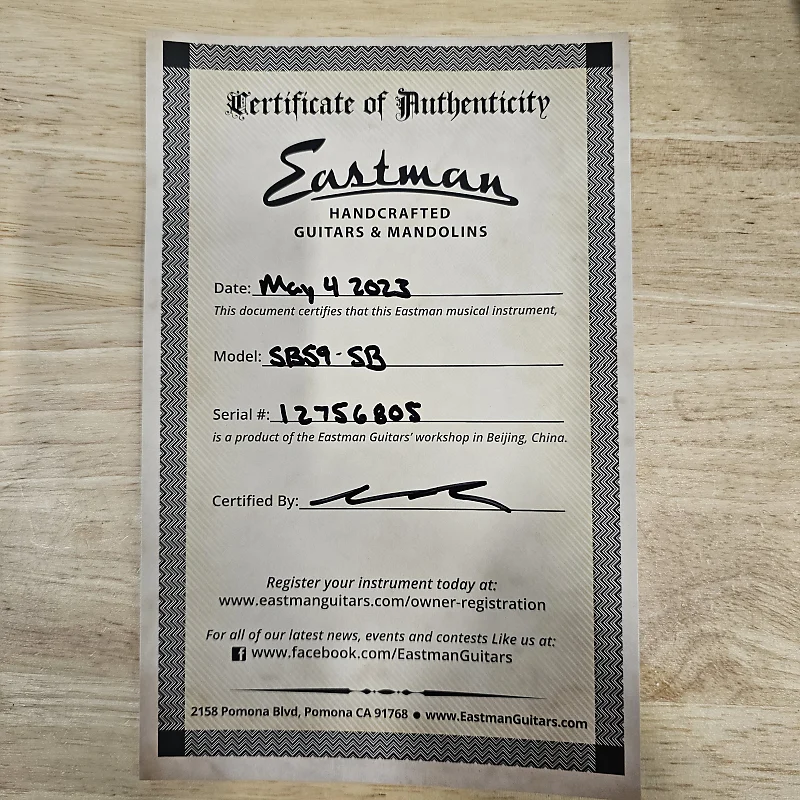 Certificate of Authenticity
Eastman
HANDCRAFTED
GUITARS & MANDOLINS
Date: May 4 2023
This document certifies that this Eastman musical instrument,
Model: SB59-SB
Serial #: 12756805
is a product of the Eastman Guitars' workshop in Beijing, China.
Certified By:
Register your instrument today at:
www.eastmanguitars.com/owner-registration
For all of our latest news, events and contests Like us at:
f www.facebook.com/EastmanGuitars
2158 Pomona Blvd, Pomona CA 91768 • www.EastmanGuitars.com